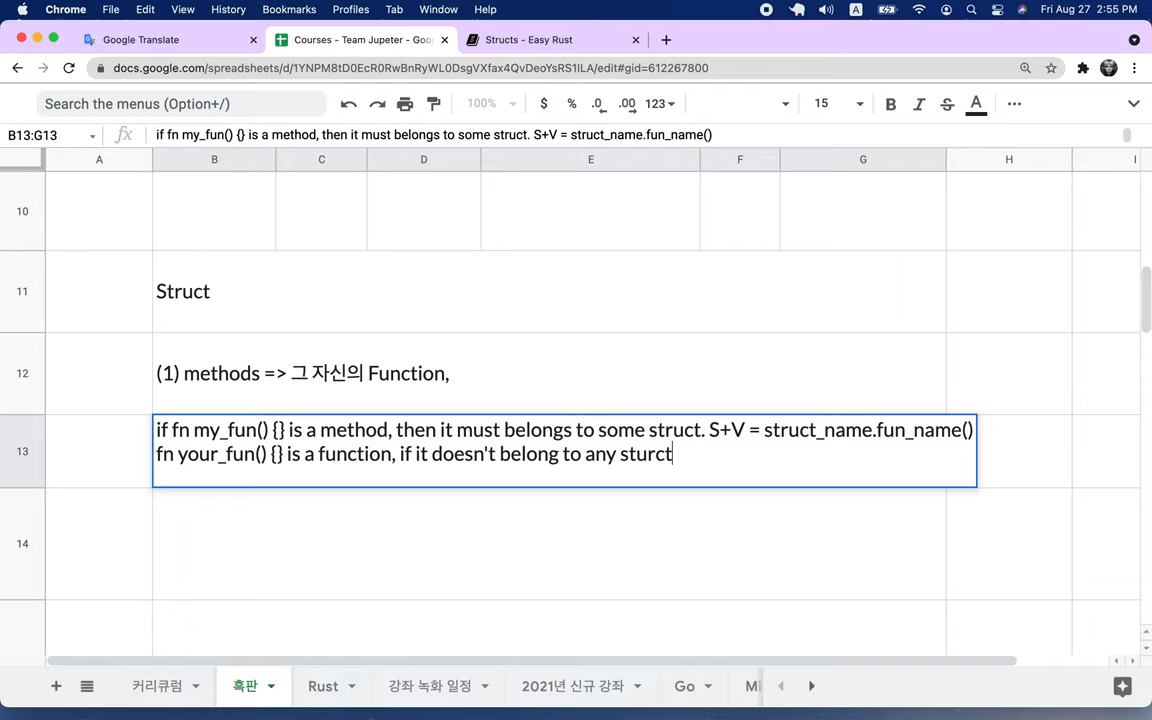 Chrome File Edit View History Bookmarks Profiles Tab Window Help A Fri Aug 27 2:55 PM
Google Translate Courses - Team Jupeter - Goo Structs - Easy Rust
docs.google.com/spreadsheets/d/1YNPM8tD0EcR0RwBnRyWL0DsgVXfax4QvDeoYsRS1ILA/edit#gid=612267800
Search the menus (Option+/) 100% $ % .0 .00 123 15 B I S A
B13:G13 fx if fn my_fun() {} is a method, then it must belongs to some struct. S+V = struct_name.fun_name()
A B C D E F G H I
10
11 Struct
12 (1) methods => 그 자신의 Function,
if fn my_fun() {} is a method, then it must belongs to some struct. S+V = struct_name.fun_name()
13 fn your_fun() {} is a function, if it doesn't belong to any sturct
14
커리큘럼 흑판 Rust 강좌 녹화 일정 2021년 신규 강좌 Go Mi